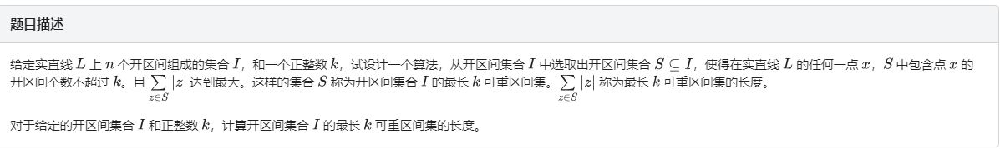 题目描述
给定实直线 L 上 n 个开区间组成的集合 I，和一个正整数 k，试设计一个算法，从开区间集合 I 中选取出开区间集合 S ⊆ I，使得在实直线 L 的任何一点 x，S 中包含点 x 的
开区间个数不超过 k。且 ∑_{z∈S} |z| 达到最大。这样的集合 S 称为开区间集合 I 的最长 k 可重区间集。∑_{z∈S} |z| 称为最长 k 可重区间集的长度。
对于给定的开区间集合 I 和正整数 k，计算开区间集合 I 的最长 k 可重区间集的长度。